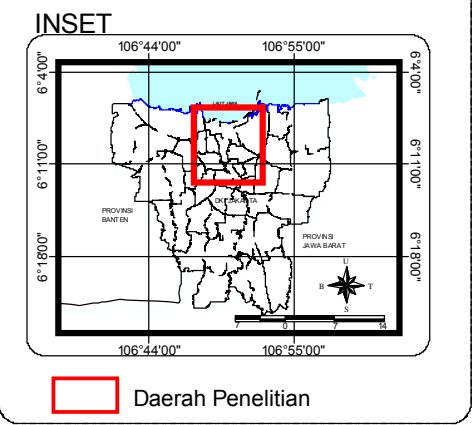 INSET
106°44'00" 106°55'00"
6°4'00" 6°4'00"
LAUT JAWA
6°11'00" 6°11'00"
DKI JAKARTA
PROVINSI
BANTEN
PROVINSI
JAWA BARAT
6°18'00" 6°18'00"
U
B T
S
7 0 7 14
106°44'00" 106°55'00"
Daerah Penelitian